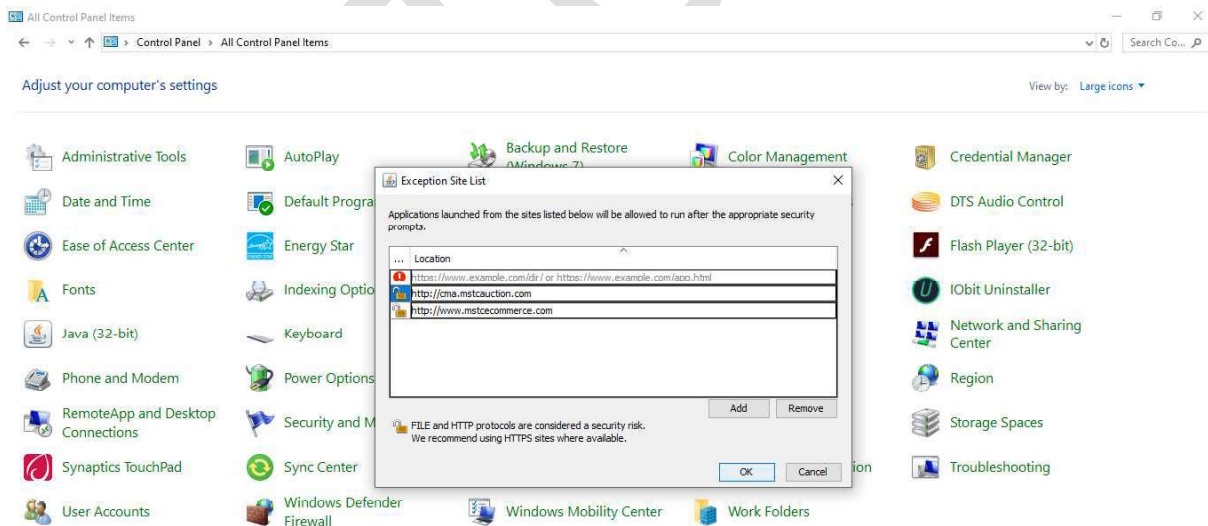 All Control Panel Items
Control Panel > All Control Panel Items
Search Co...
Adjust your computer's settings
View by: Large icons
Administrative Tools
AutoPlay
Backup and Restore
(Windows 7)
Color Management
Credential Manager
Date and Time
Default Progra
DTS Audio Control
Ease of Access Center
Energy Star
Flash Player (32-bit)
Fonts
Indexing Optio
IObit Uninstaller
Java (32-bit)
Keyboard
Network and Sharing
Center
Phone and Modem
Power Options
Region
RemoteApp and Desktop
Connections
Security and M
Storage Spaces
Synaptics TouchPad
Sync Center
ion
Troubleshooting
User Accounts
Windows Defender
Firewall
Windows Mobility Center
Work Folders
Exception Site List
Applications launched from the sites listed below will be allowed to run after the appropriate security
prompts.
... Location
https://www.example.com/dir/ or https://www.example.com/app.html
http://cma.mstcauction.com
http://www.mstcecommerce.com
Add Remove
FILE and HTTP protocols are considered a security risk.
We recommend using HTTPS sites where available.
OK Cancel